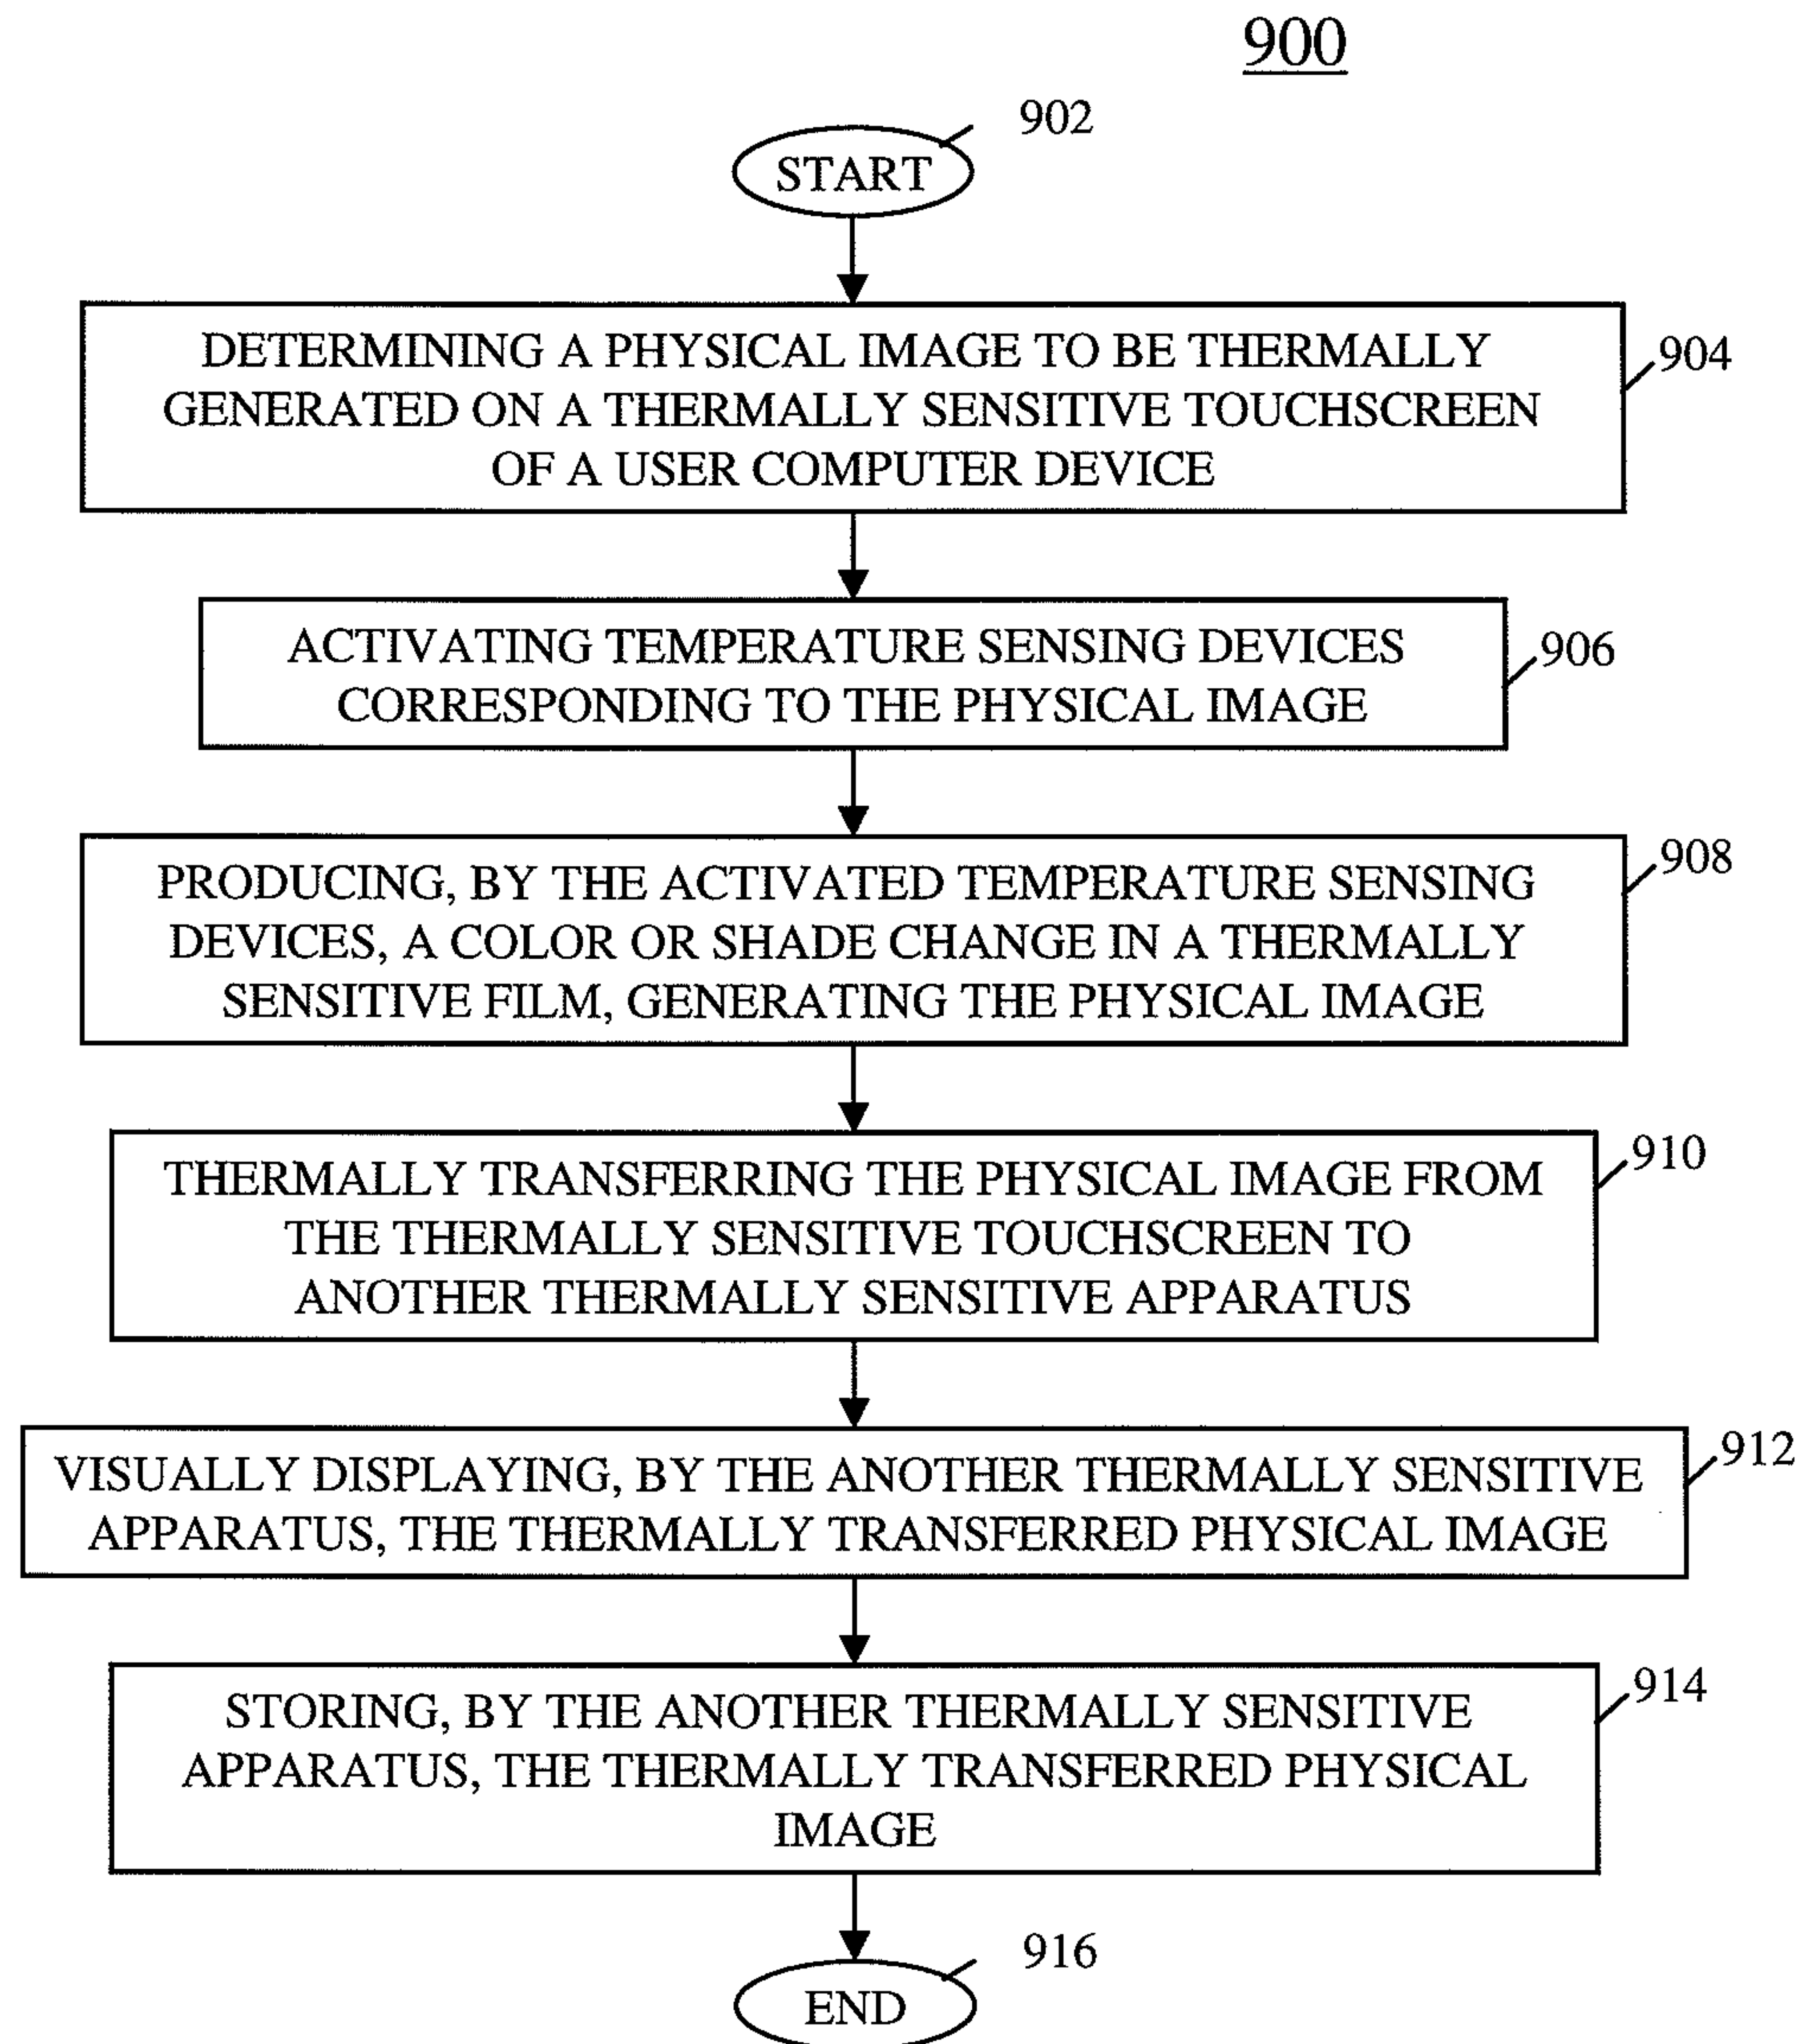 900
902
START
DETERMINING A PHYSICAL IMAGE TO BE THERMALLY
GENERATED ON A THERMALLY SENSITIVE TOUCHSCREEN
OF A USER COMPUTER DEVICE
904
ACTIVATING TEMPERATURE SENSING DEVICES
CORRESPONDING TO THE PHYSICAL IMAGE
906
PRODUCING, BY THE ACTIVATED TEMPERATURE SENSING
DEVICES, A COLOR OR SHADE CHANGE IN A THERMALLY
SENSITIVE FILM, GENERATING THE PHYSICAL IMAGE
908
THERMALLY TRANSFERRING THE PHYSICAL IMAGE FROM
THE THERMALLY SENSITIVE TOUCHSCREEN TO
ANOTHER THERMALLY SENSITIVE APPARATUS
910
VISUALLY DISPLAYING, BY THE ANOTHER THERMALLY SENSITIVE
APPARATUS, THE THERMALLY TRANSFERRED PHYSICAL IMAGE
912
STORING, BY THE ANOTHER THERMALLY SENSITIVE
APPARATUS, THE THERMALLY TRANSFERRED PHYSICAL
IMAGE
914
916
END